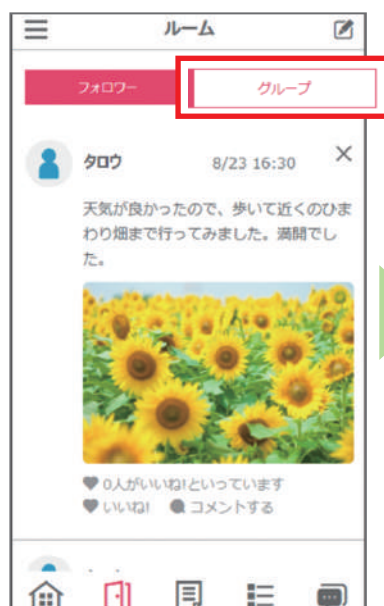 ルーム
フォロワー
グループ
タロウ
8/23 16:30
天気が良かったので、歩いて近くのひま
わり畑まで行ってみました。満開でし
た。
0人がいいね!といっています
いいね! コメントする